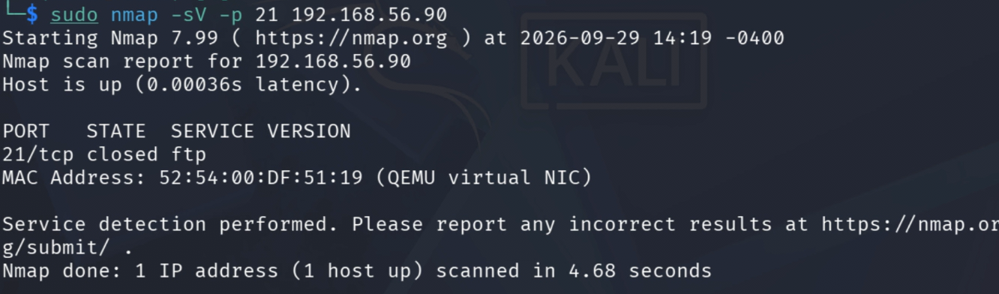 └─$ sudo nmap -sV -p 21 192.168.56.90
Starting Nmap 7.99 ( https://nmap.org ) at 2026-09-29 14:19 -0400
Nmap scan report for 192.168.56.90
Host is up (0.00036s latency).
KALI
PORT   STATE  SERVICE VERSION
21/tcp closed ftp
MAC Address: 52:54:00:DF:51:19 (QEMU virtual NIC)
Service detection performed. Please report any incorrect results at https://nmap.or
g/submit/ .
Nmap done: 1 IP address (1 host up) scanned in 4.68 seconds